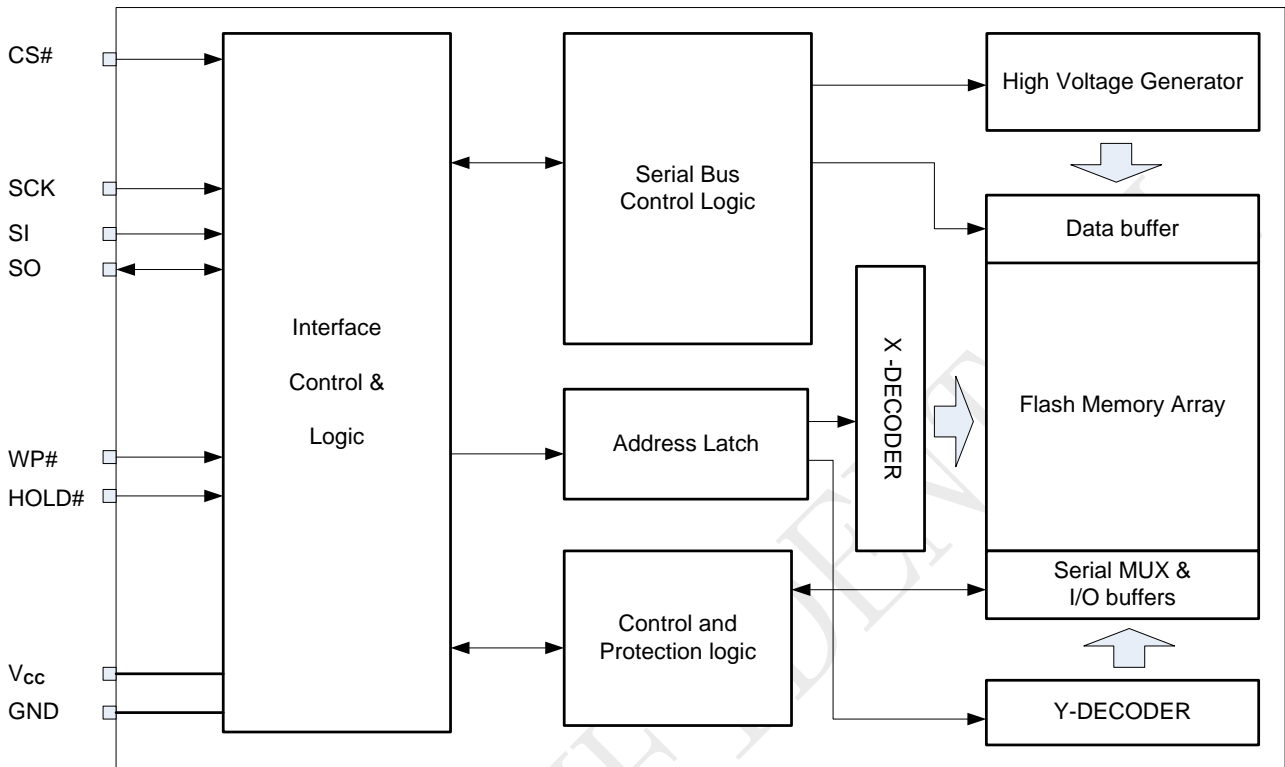 CS#
SCK
SI
SO
WP#
HOLD#
Vcc
GND
Interface
Control &
Logic
Serial Bus
Control Logic
Address Latch
Control and
Protection logic
X -DECODER
High Voltage Generator
Data buffer
Flash Memory Array
Serial MUX &
I/O buffers
Y-DECODER